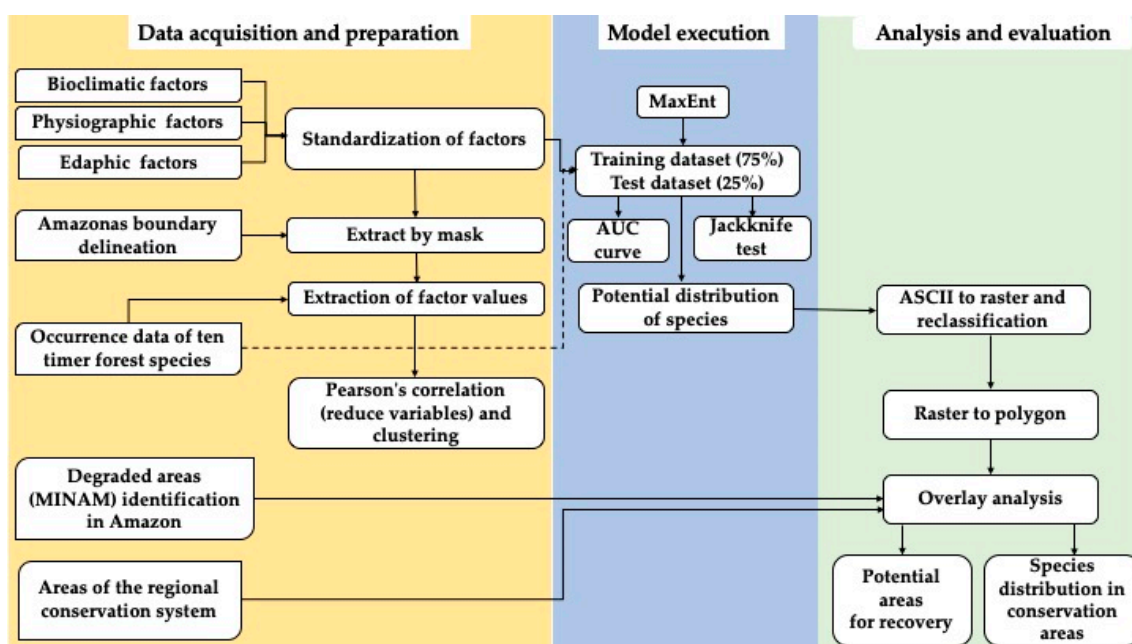 Data acquisition and preparation
Bioclimatic factors
Physiographic factors
Edaphic factors
Standardization of factors
Amazonas boundary
delineation
Extract by mask
Extraction of factor values
Occurrence data of ten
timer forest species
Pearson's correlation
(reduce variables) and
clustering
Degraded areas
(MINAM) identification
in Amazon
Areas of the regional
conservation system
Model execution
MaxEnt
Training dataset (75%)
Test dataset (25%)
AUC
curve
Jackknife
test
Potential distribution
of species
Analysis and evaluation
ASCII to raster and
reclassification
Raster to polygon
Overlay analysis
Potential
areas
for recovery
Species
distribution in
conservation
areas